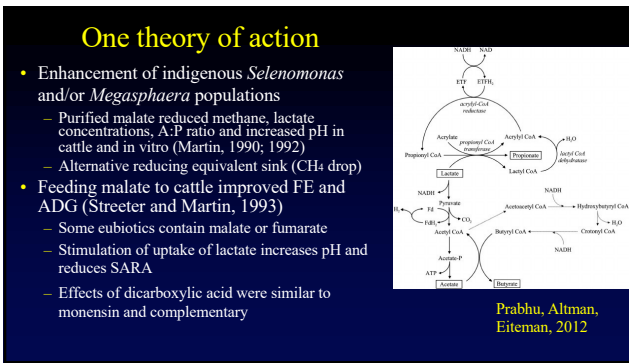 One theory of action
• Enhancement of indigenous Selenomonas
and/or Megasphaera populations
– Purified malate reduced methane, lactate
concentrations, A:P ratio and increased pH in
cattle and in vitro (Martin, 1990; 1992)
– Alternative reducing equivalent sink (CH4 drop)
• Feeding malate to cattle improved FE and
ADG (Streeter and Martin, 1993)
– Some eubiotics contain malate or fumarate
– Stimulation of uptake of lactate increases pH and
reduces SARA
– Effects of dicarboxylic acid were similar to
monensin and complementary
NADH NAD
ETF ETFH2
acrylyl-CoA
reductase
Acrylate
propionyl CoA
transferase
Acrylyl CoA
H2O
lactyl CoA
dehydratase
Propionyl CoA
Propionate
Lactyl CoA
Lactate
NADH
Pyruvate
H2
Fd
FdH2
CO2
Acetyl CoA
Acetoacetyl CoA
NADH
Hydroxybutyryl CoA
H2O
Butyryl CoA
Crotonyl CoA
NADH
Acetate-P
ATP
Acetate
Butyrate
Prabhu, Altman,
Eiteman, 2012